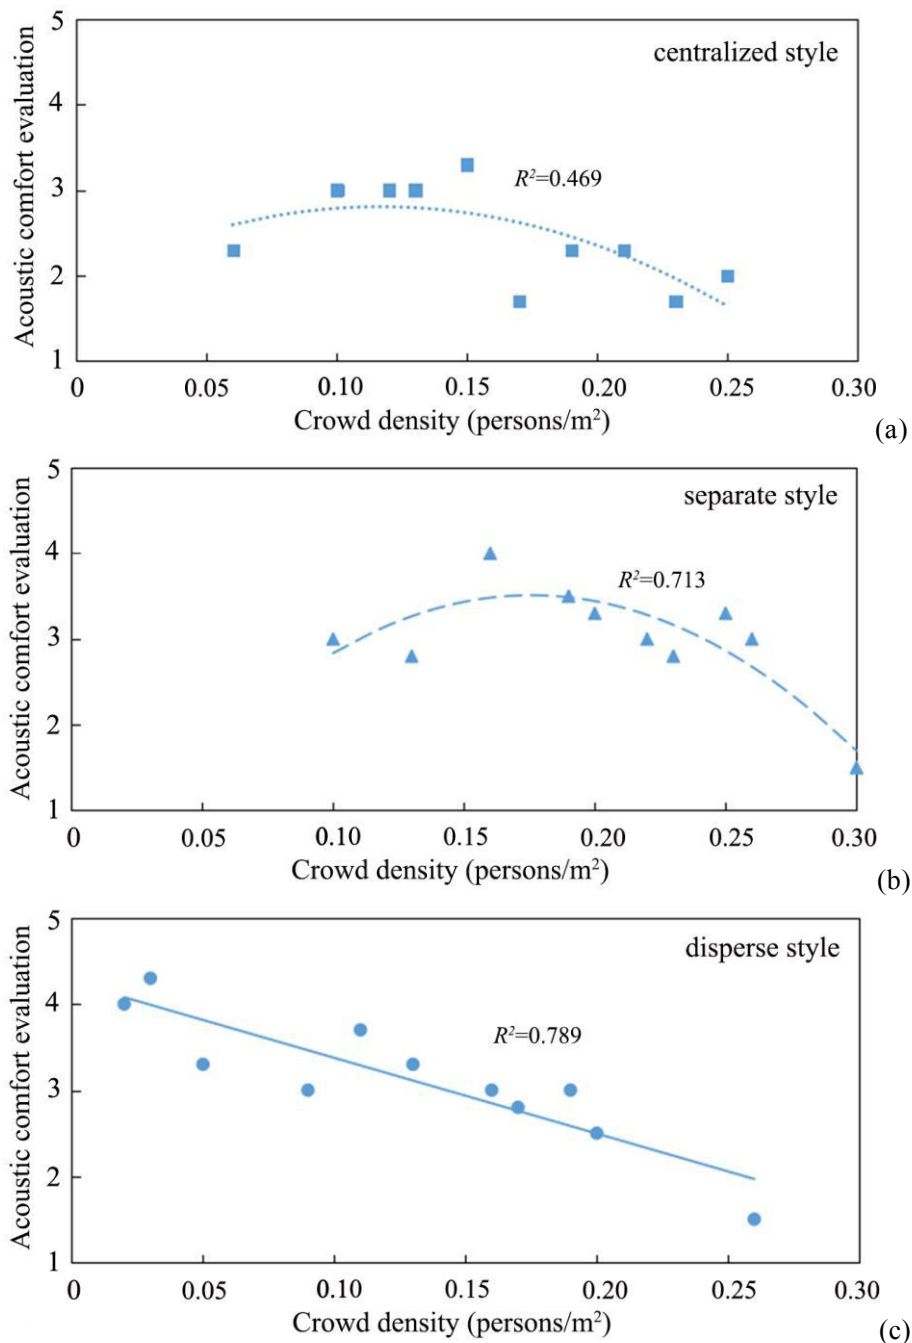 5
centralized style
4
R²=0.469
3
2
1
0 0.05 0.10 0.15 0.20 0.25 0.30
Acoustic comfort evaluation
Crowd density (persons/m²)
(a)
5
separate style
4
R²=0.713
3
2
1
0 0.05 0.10 0.15 0.20 0.25 0.30
Acoustic comfort evaluation
Crowd density (persons/m²)
(b)
5
disperse style
4
R²=0.789
3
2
1
0 0.05 0.10 0.15 0.20 0.25 0.30
Acoustic comfort evaluation
Crowd density (persons/m²)
(c)